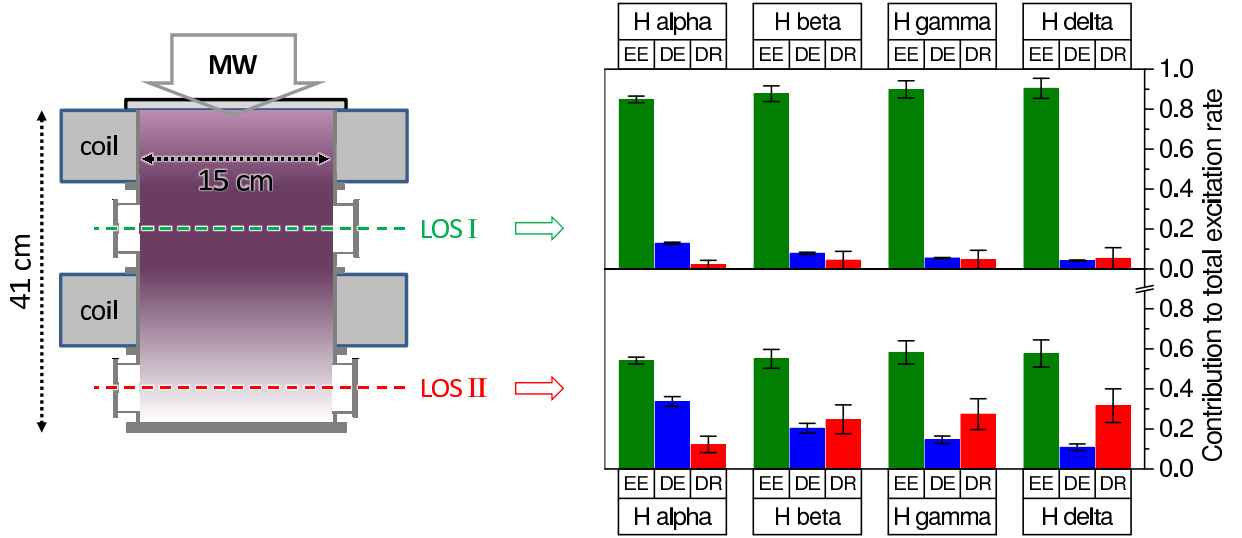 MW
coil
15 cm
LOS I
41 cm
coil
LOS II
H alpha H beta H gamma H delta
EE DE DR EE DE DR EE DE DR EE DE DR
1.0
0.8
0.6
0.4
0.2
0.0
0.8
0.6
0.4
0.2
0.0
Contribution to total excitation rate
EE DE DR EE DE DR EE DE DR EE DE DR
H alpha H beta H gamma H delta